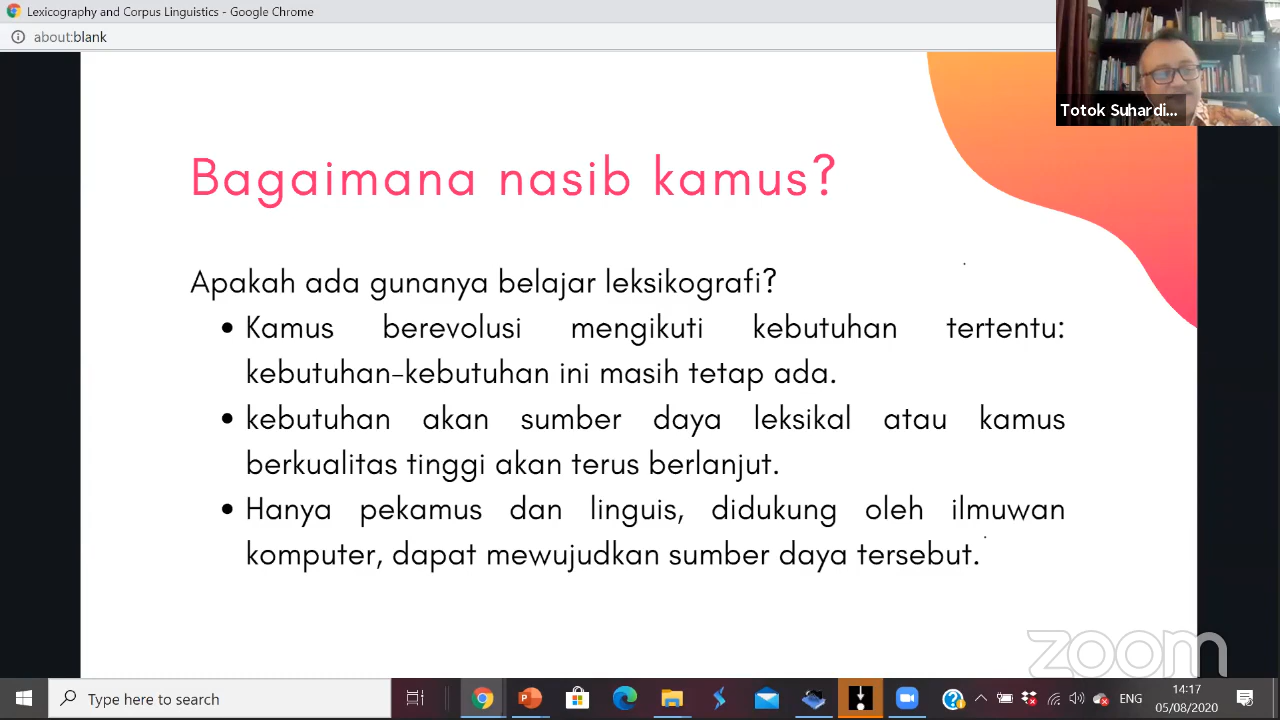 Lexicography and Corpus Linguistics - Google Chrome
about:blank
Totok Suhardi...
Bagaimana nasib kamus?
Apakah ada gunanya belajar leksikografi?
• Kamus berevolusi mengikuti kebutuhan tertentu:
kebutuhan-kebutuhan ini masih tetap ada.
• kebutuhan akan sumber daya leksikal atau kamus
berkualitas tinggi akan terus berlanjut.
• Hanya pekamus dan linguis, didukung oleh ilmuwan
komputer, dapat mewujudkan sumber daya tersebut.
zoom
Type here to search
ENG
14:17
05/08/2020